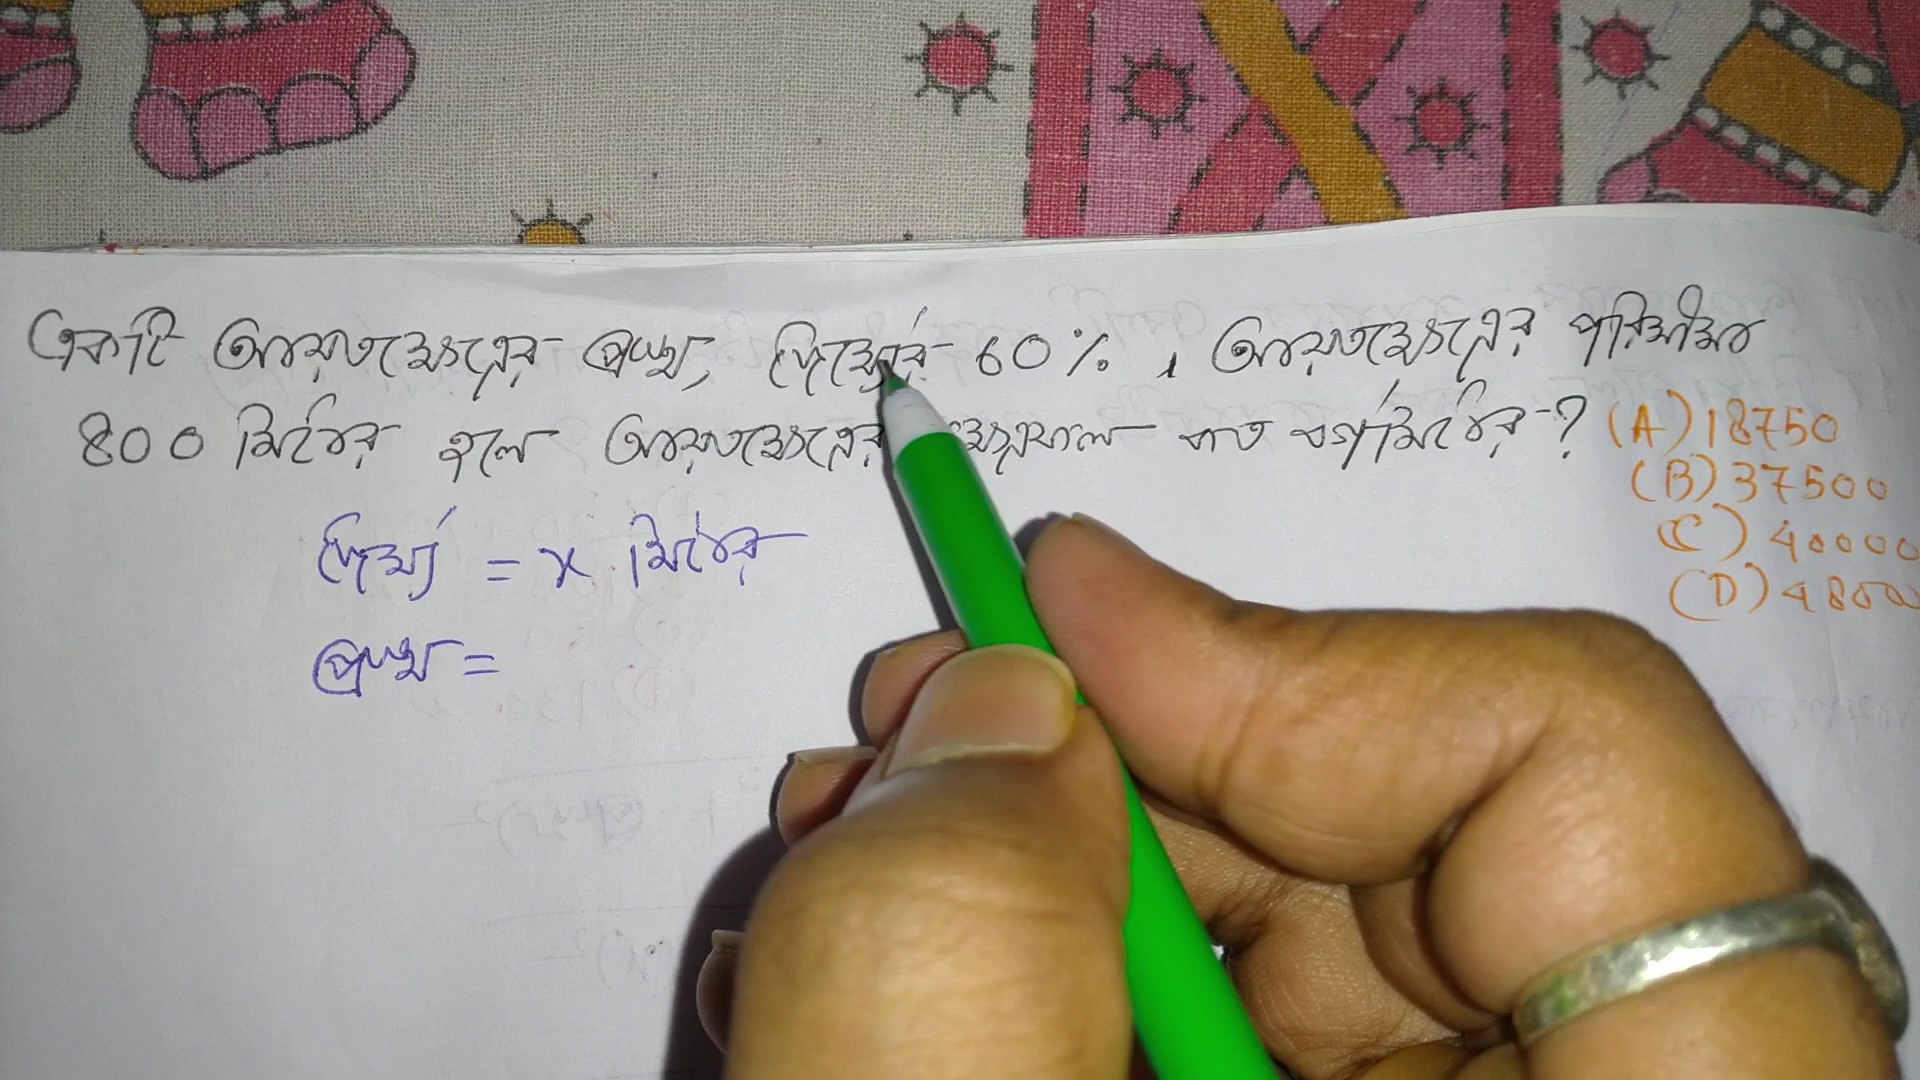 একটি আয়তক্ষেত্রের প্রস্থ, দৈর্ঘ্যের 60% । আয়তক্ষেত্রের পরিসীমা
800 মিটার হলে আয়তক্ষেত্রের ক্ষেত্রফল কত বর্গমিটার ?
(A) 18750
(B) 37500
(C) 40000
(D) 4800
দৈর্ঘ্য = x মিটার
প্রস্থ =